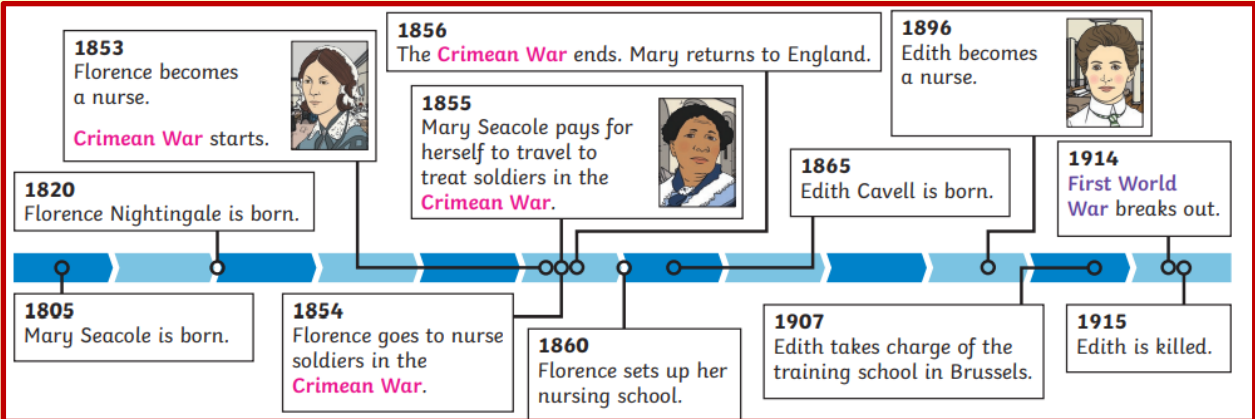 1853
Florence becomes
a nurse.
Crimean War starts.
1856
The Crimean War ends. Mary returns to England.
1896
Edith becomes
a nurse.
1855
Mary Seacole pays for
herself to travel to
treat soldiers in the
Crimean War.
1820
Florence Nightingale is born.
1865
Edith Cavell is born.
1914
First World
War breaks out.
1805
Mary Seacole is born.
1854
Florence goes to nurse
soldiers in the
Crimean War.
1860
Florence sets up her
nursing school.
1907
Edith takes charge of the
training school in Brussels.
1915
Edith is killed.